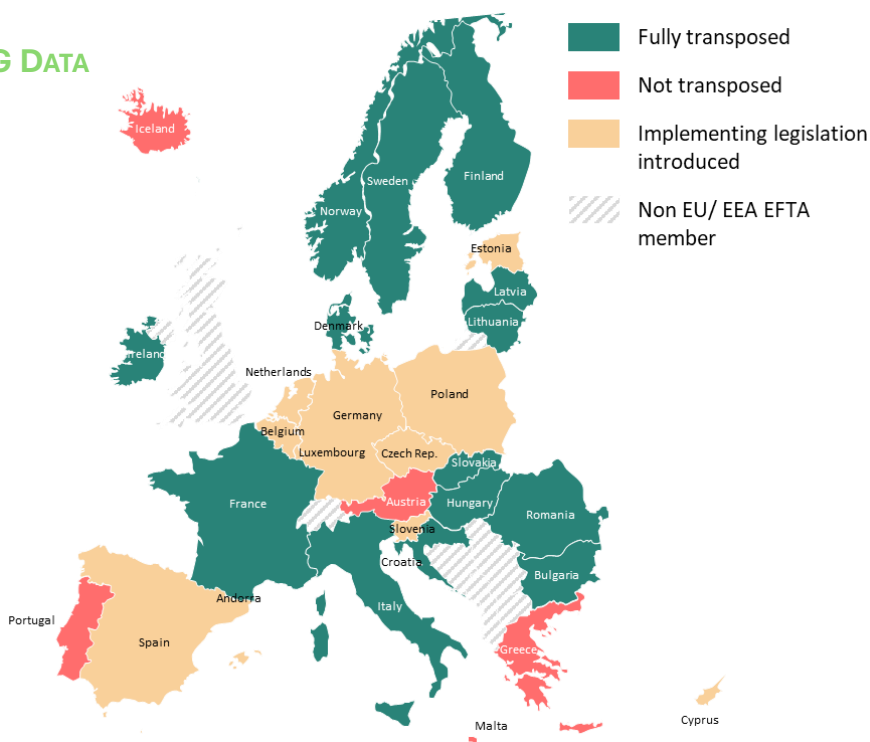 G DATA
Fully transposed
Not transposed
Implementing legislation
introduced
Non EU/ EEA EFTA
member
Iceland
Sweden
Finland
Norway
Estonia
Latvia
Lithuania
Denmark
Ireland
Netherlands
Poland
Germany
Belgium
Luxembourg
Czech Rep.
Slovakia
France
Austria
Hungary
Romania
Slovenia
Croatia
Bulgaria
Andorra
Italy
Portugal
Spain
Greece
Malta
Cyprus